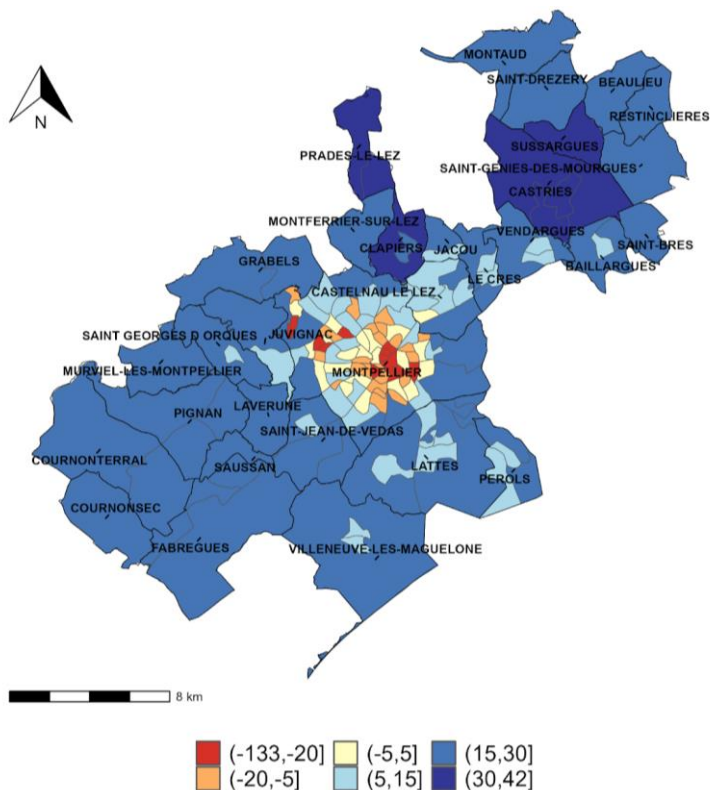 MONTAUD
SAINT-DREZERY
BEAULIEU
RESTINCLIERES
N
SUSSARGUES
PRADES-LE-LEZ
SAINT-GENIES-DES-MOURGUES
CASTRIES
MONTFERRIER-SUR-LEZ
VENDARGUES
CLAPIERS
JACOU
SAINT-BRES
GRABELS
BAILLARGUES
LE CRES
CASTELNAU LE LEZ
SAINT GEORGES D ORQUES
JUVIGNAC
MURVIEL-LES-MONTPELLIER
MONTPELLIER
PIGNAN
LAVERUNE
SAINT-JEAN-DE-VEDAS
COURNONTERRAL
SAUSSAN
LATTES
PEROLS
COURNONSEC
FABREGUES
VILLENEUVE-LES-MAGUELONE
8 km
(-133,-20] (-5,5] (15,30]
(-20,-5] (5,15] (30,42]